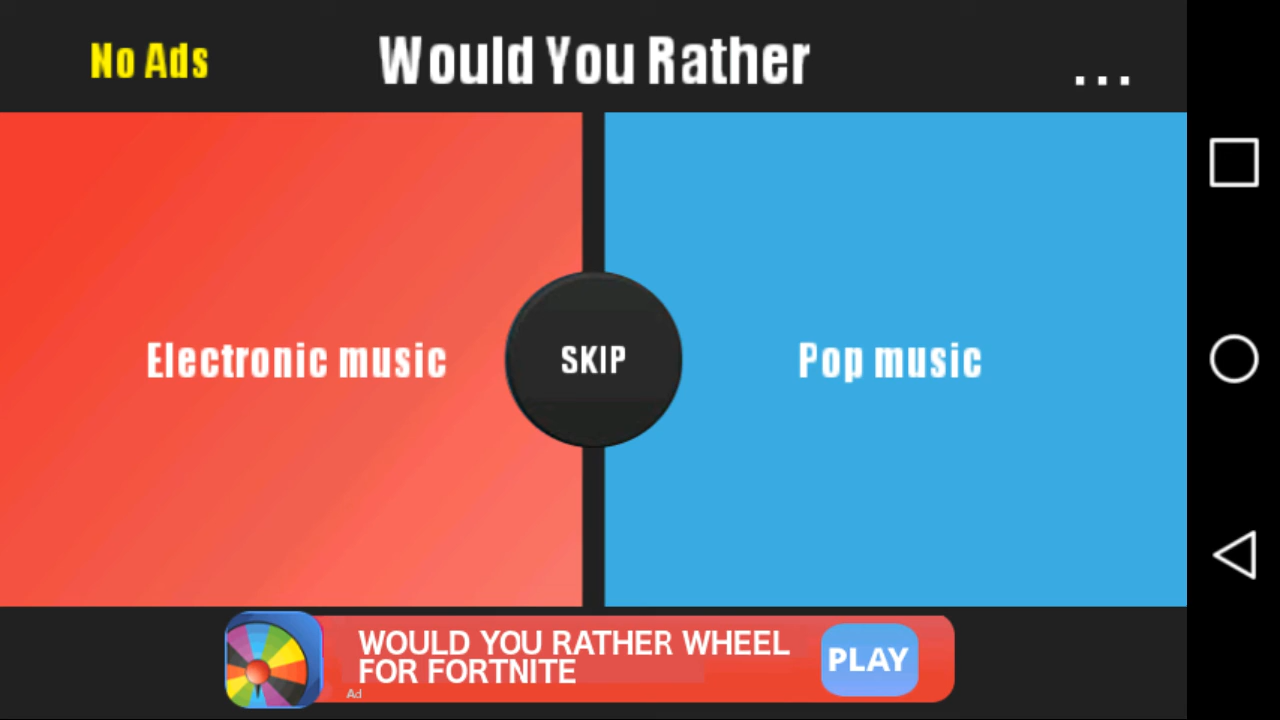 No Ads
Would You Rather
...
Electronic music
SKIP
Pop music
WOULD YOU RATHER WHEEL
FOR FORTNITE
Ad
PLAY